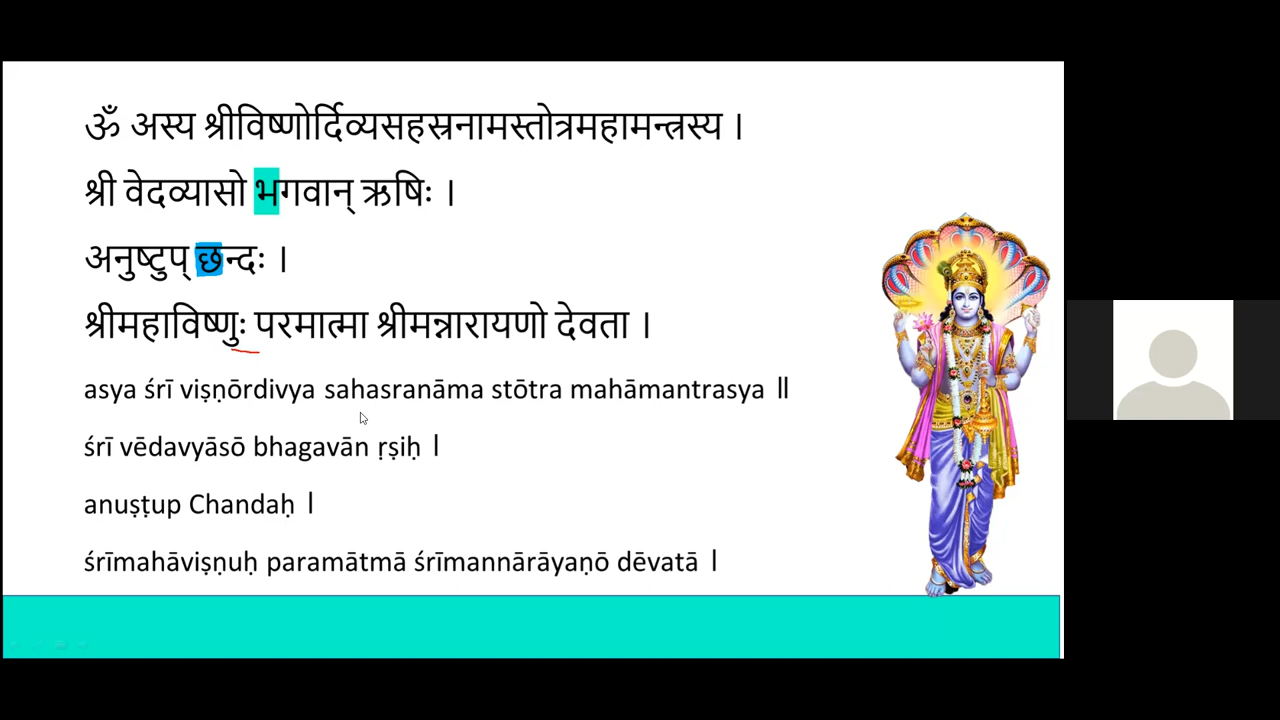 ॐ अस्य श्रीविष्णोर्दिव्यसहस्रनामस्तोत्रमहामन्त्रस्य ।
श्री वेदव्यासो भगवान् ऋषिः ।
अनुष्टुप् छन्दः ।
श्रीमहाविष्णुः परमात्मा श्रीमन्नारायणो देवता ।
asya śrī viṣṇōrdivya sahasranāma stōtra mahāmantrasya ॥
śrī vēdavyāsō bhagavān ṛṣiḥ ।
anuṣṭup Chandaḥ ।
śrīmahāviṣṇuḥ paramātmā śrīmannārāyaṇō dēvatā ।